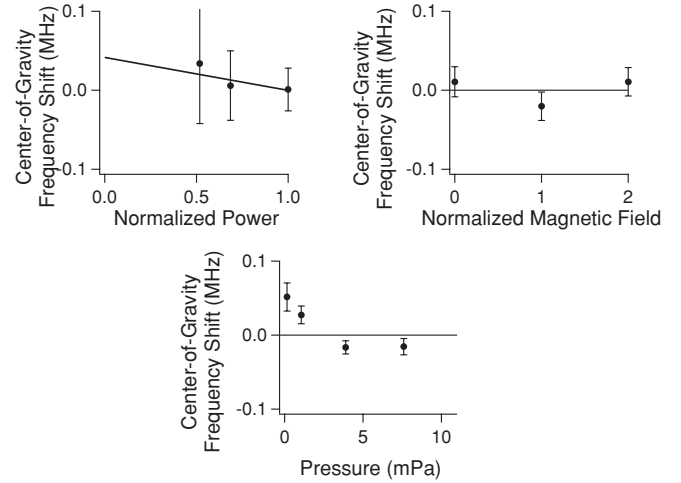 Center-of-Gravity
Frequency Shift (MHz)
0.1
0.0
-0.1
0.0 0.5 1.0
Normalized Power
Center-of-Gravity
Frequency Shift (MHz)
0.1
0.0
-0.1
0 1 2
Normalized Magnetic Field
Center-of-Gravity
Frequency Shift (MHz)
0.1
0.0
-0.1
0 5 10
Pressure (mPa)